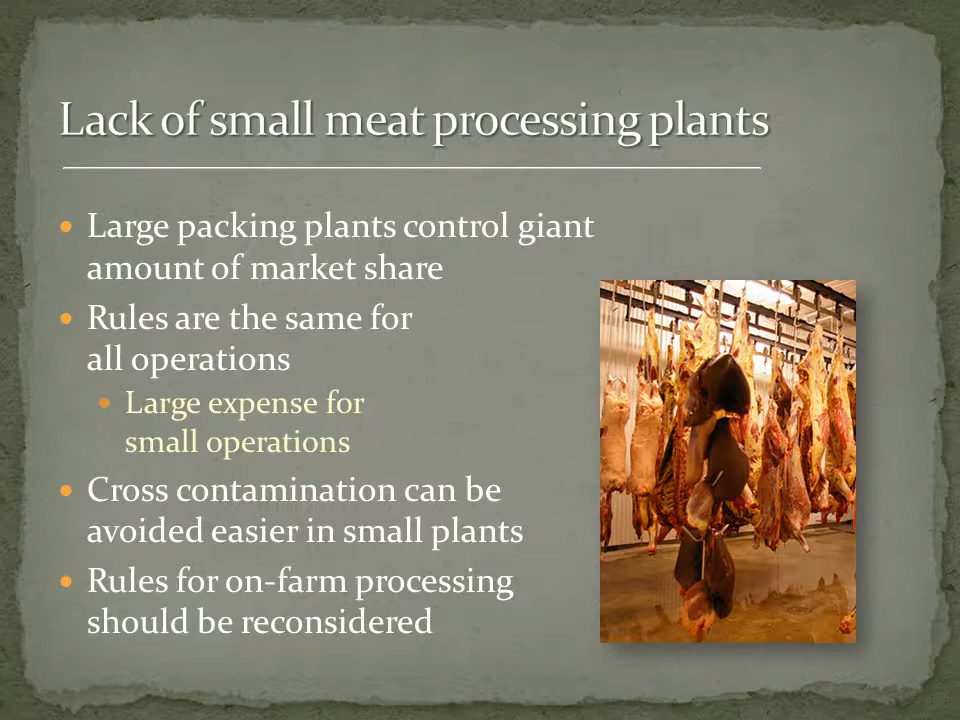 Lack of small meat processing plants
Large packing plants control giant
amount of market share
Rules are the same for
all operations
Large expense for
small operations
Cross contamination can be
avoided easier in small plants
Rules for on-farm processing
should be reconsidered